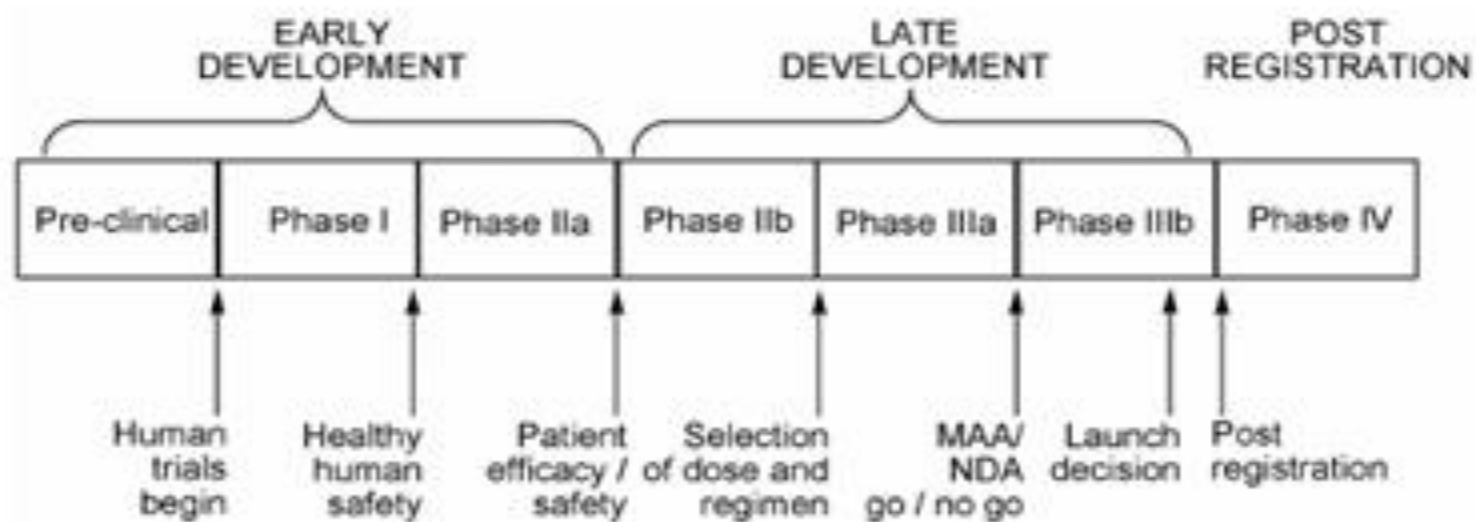 EARLY
DEVELOPMENT
LATE
DEVELOPMENT
POST
REGISTRATION
Pre-clinical
Phase I
Phase IIa
Phase IIb
Phase IIIa
Phase IIIb
Phase IV
Human
trials
begin
Healthy
human
safety
Patient
efficacy /
safety
Selection
of dose and
regimen
MAA/
NDA
go / no go
Launch
decision
Post
registration